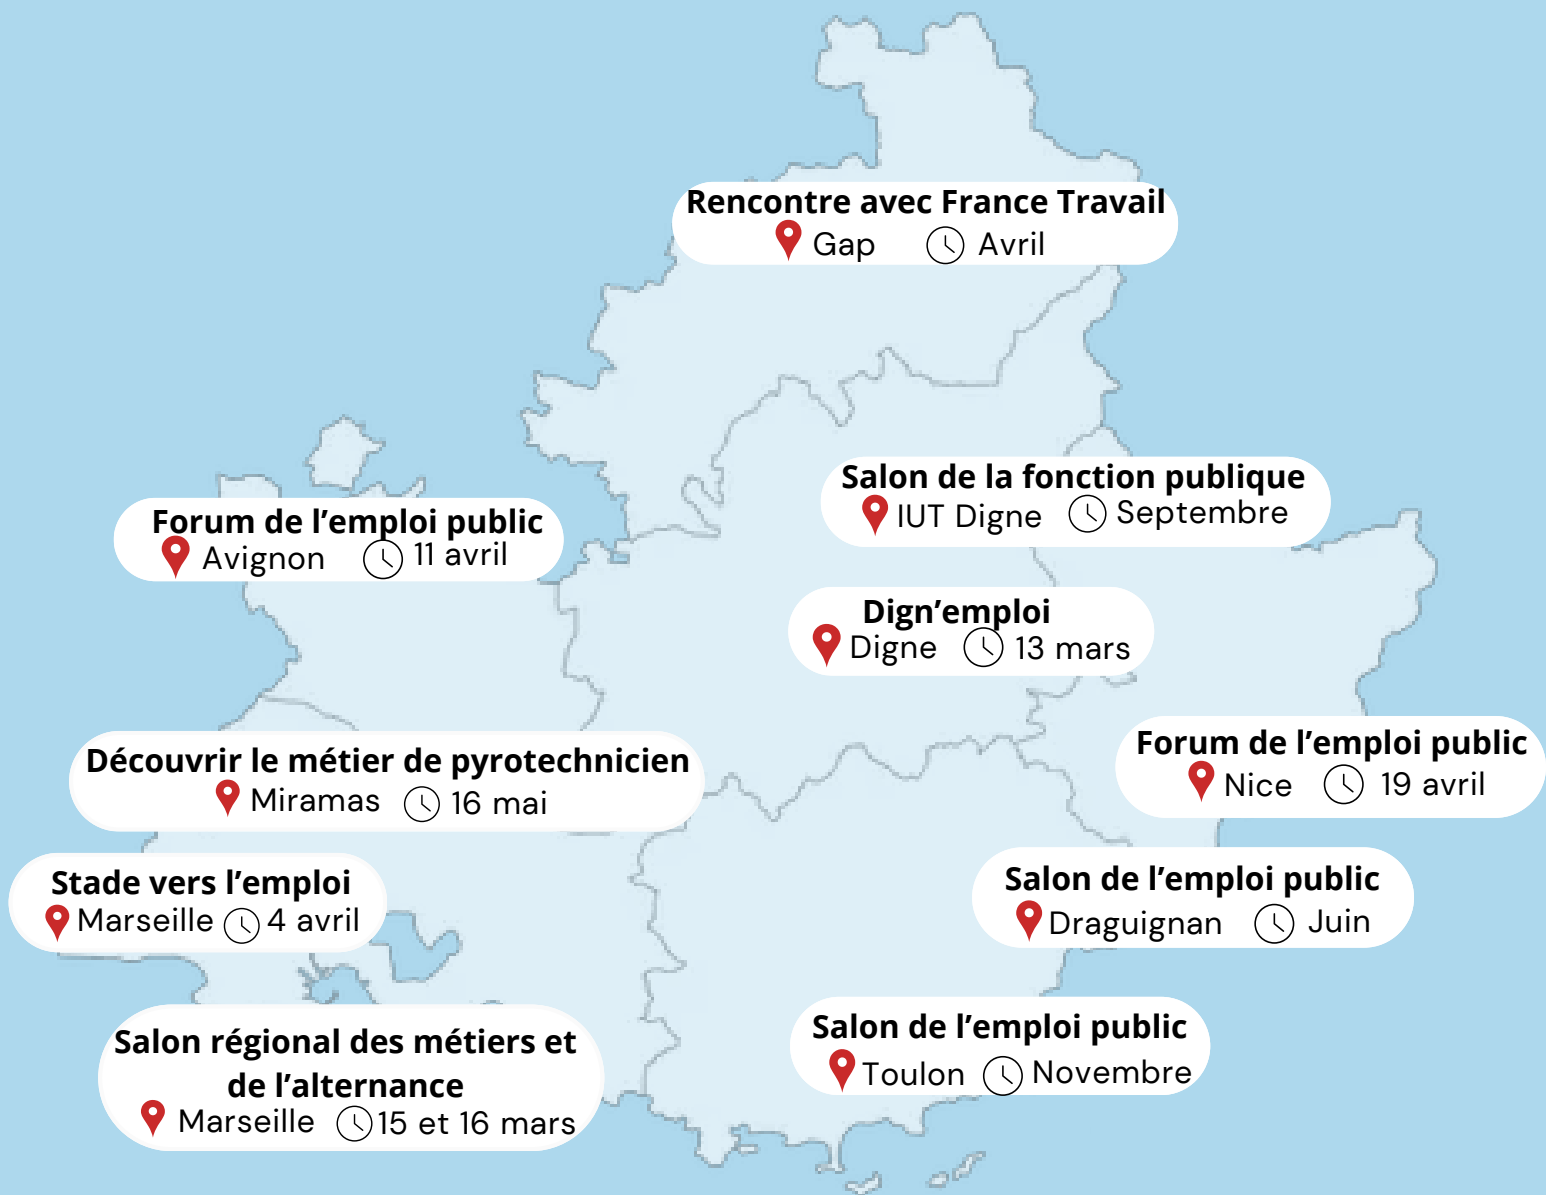 Rencontre avec France Travail
Gap Avril
Salon de la fonction publique
IUT Digne Septembre
Forum de l'emploi public
Avignon 11 avril
Dign'emploi
Digne 13 mars
Découvrir le métier de pyrotechnicien
Miramas 16 mai
Forum de l'emploi public
Nice 19 avril
Stade vers l'emploi
Marseille 4 avril
Salon de l'emploi public
Draguignan Juin
Salon régional des métiers et
de l'alternance
Marseille 15 et 16 mars
Salon de l'emploi public
Toulon Novembre